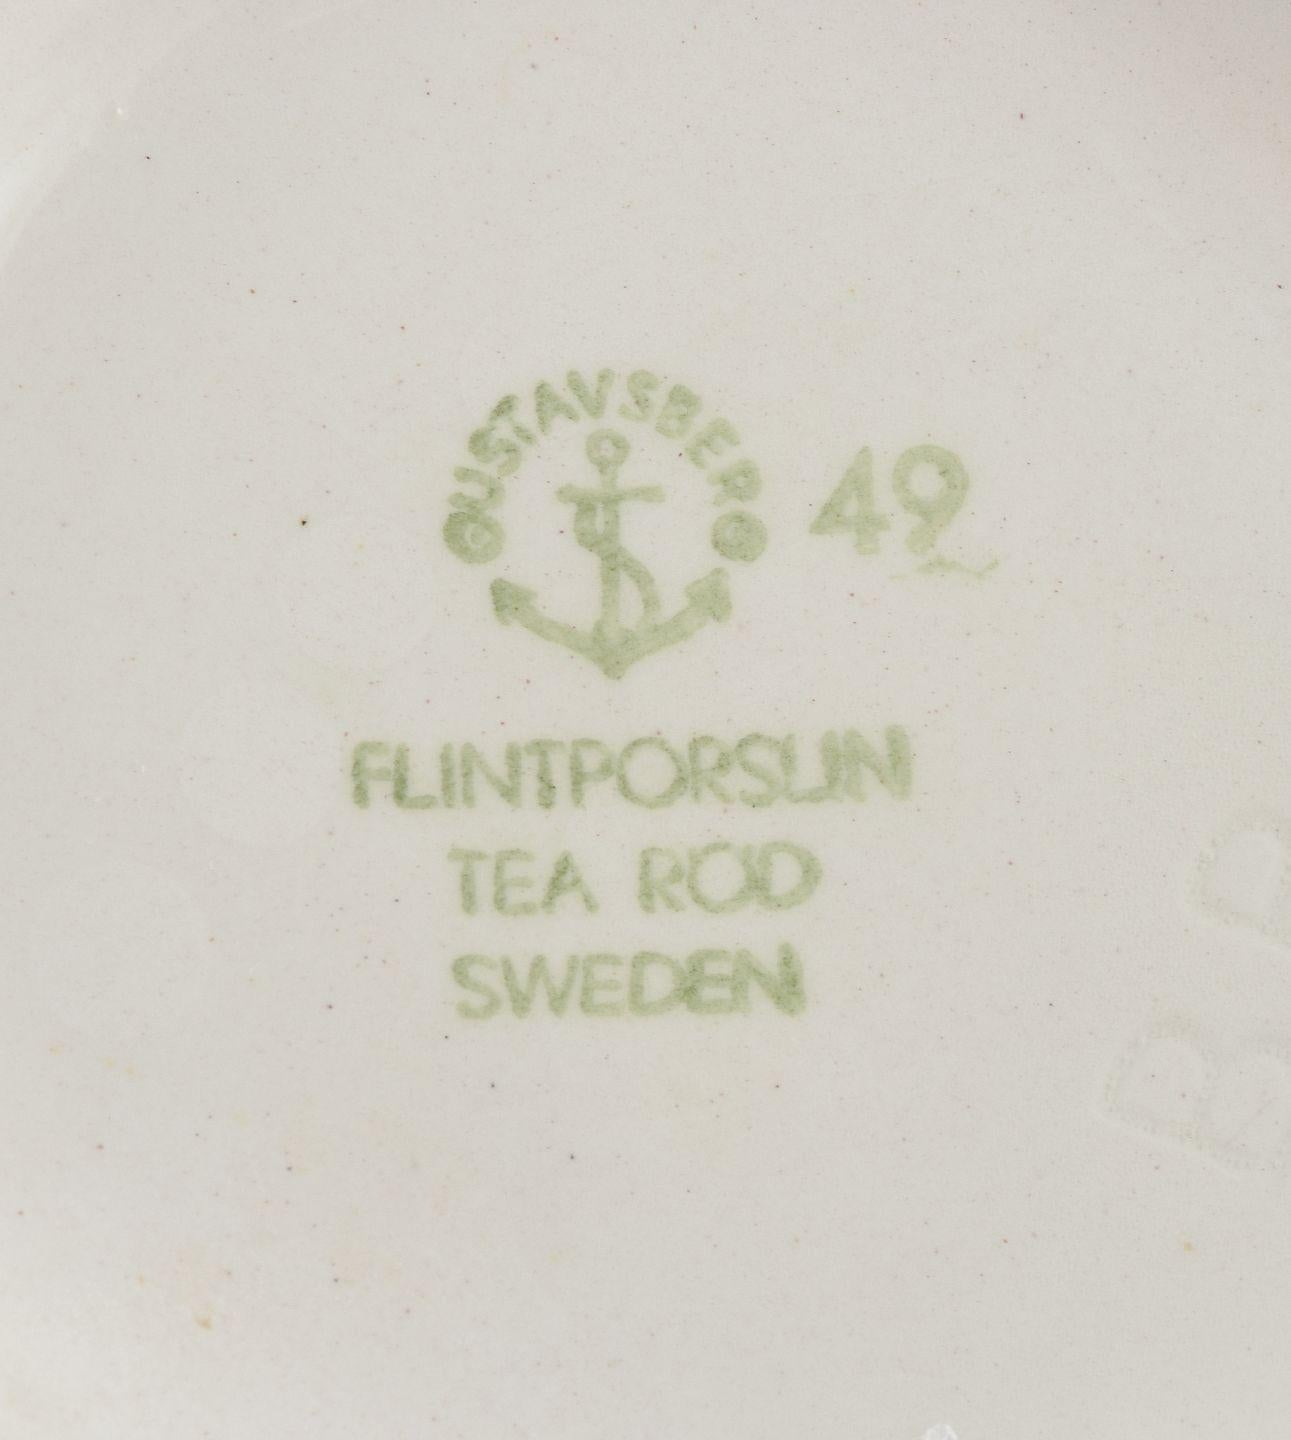 GUSTAVSBERG
49
FLINTPORSLIN
TEA RÖD
SWEDEN